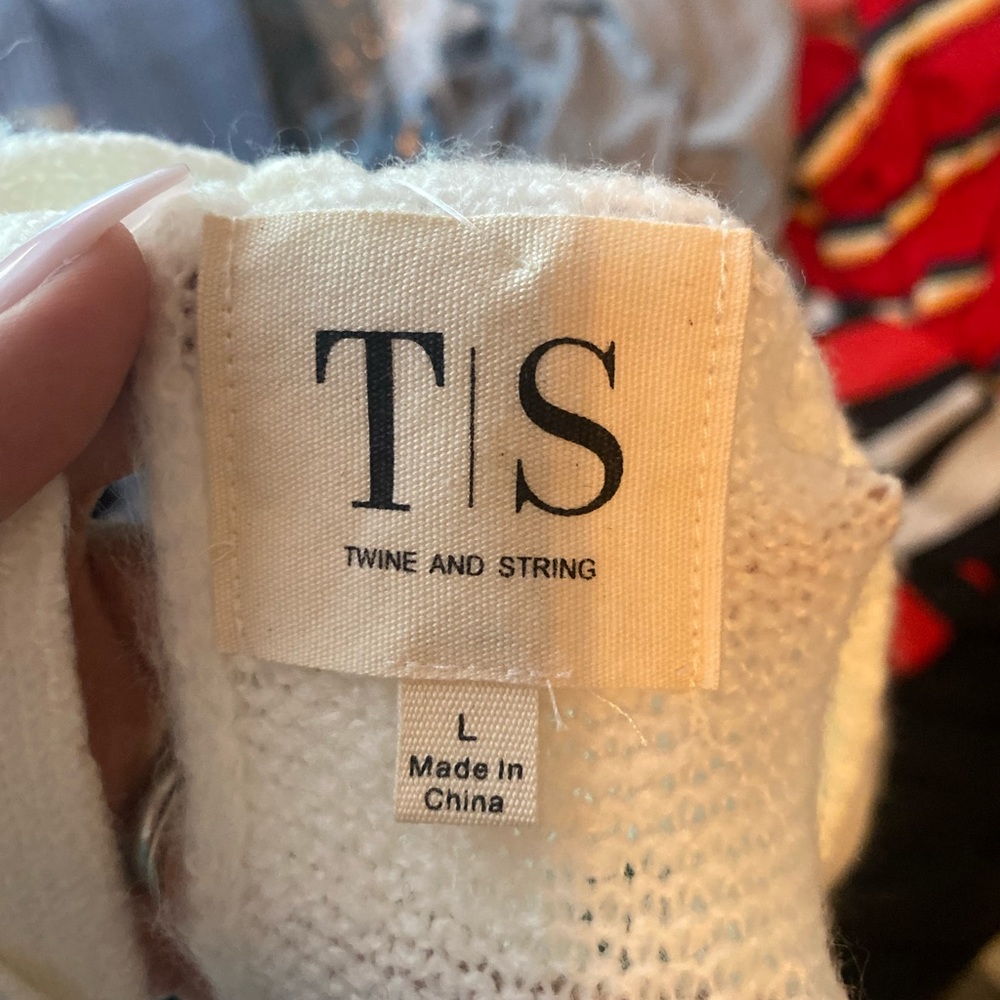 T|S
TWINE AND STRING
L
Made In
China